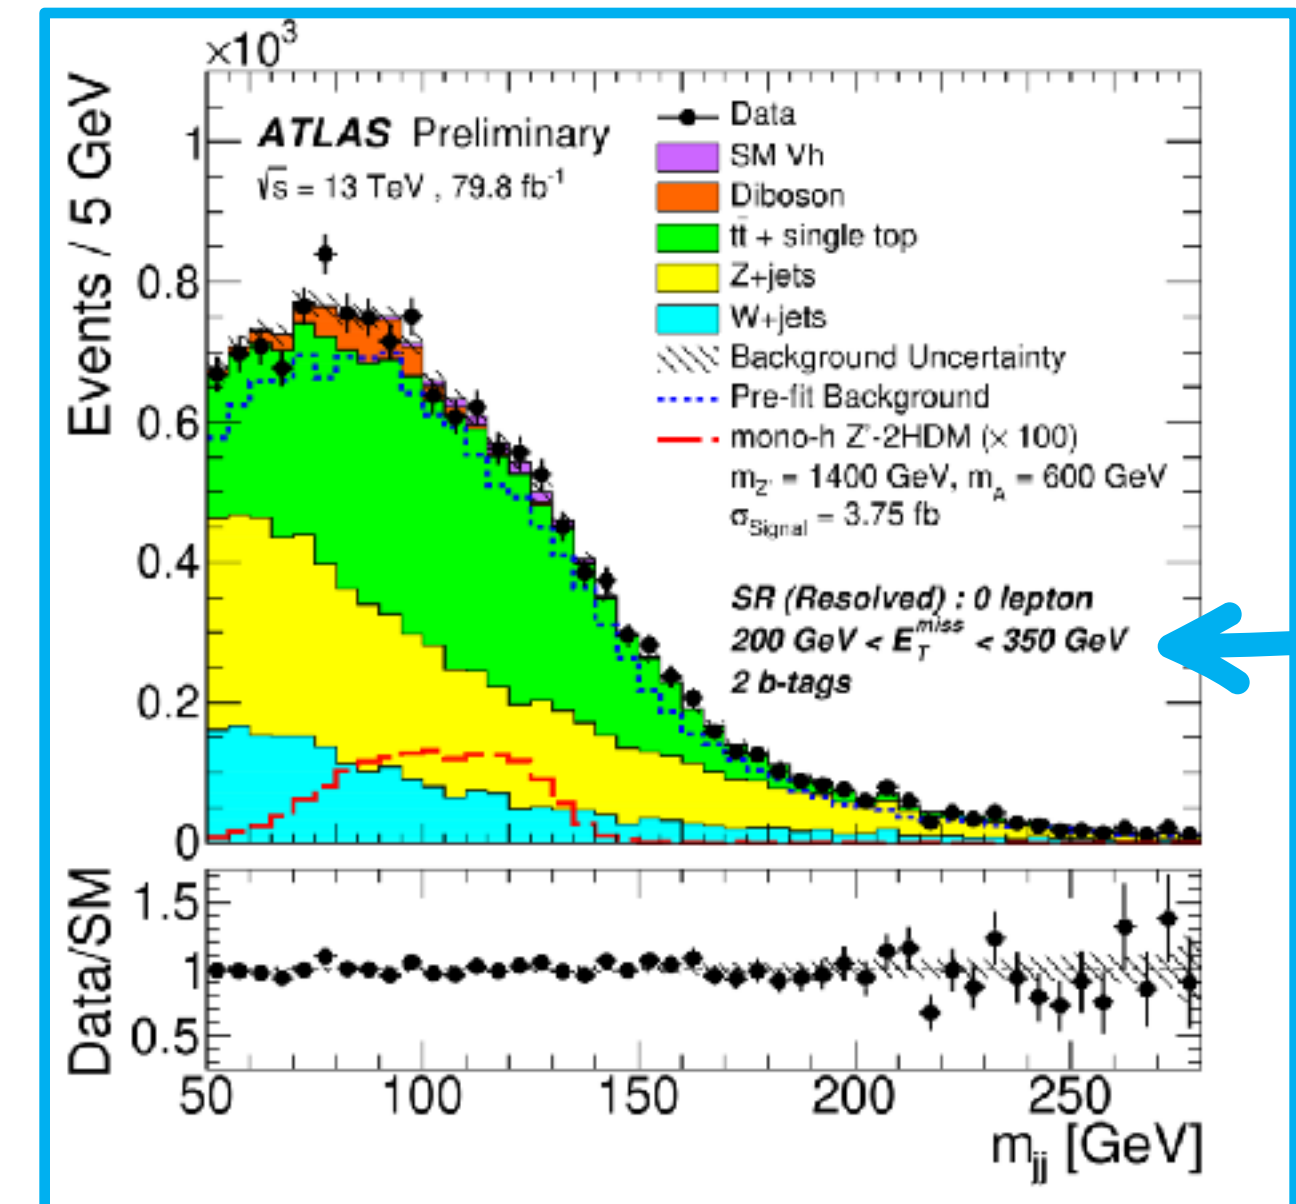 ×10³
Events / 5 GeV
1
0.8
0.6
0.4
0.2
0
ATLAS Preliminary
√s = 13 TeV , 79.8 fb⁻¹
Data
SM Vh
Diboson
tt̄ + single top
Z+jets
W+jets
Background Uncertainty
Pre-fit Background
mono-h Z'-2HDM (× 100)
m_Z' = 1400 GeV, m_A = 600 GeV
σ_Signal = 3.75 fb
SR (Resolved) : 0 lepton
200 GeV < E_T^miss < 350 GeV
2 b-tags
Data/SM
1.5
1
0.5
50 100 150 200 250
m_jj [GeV]